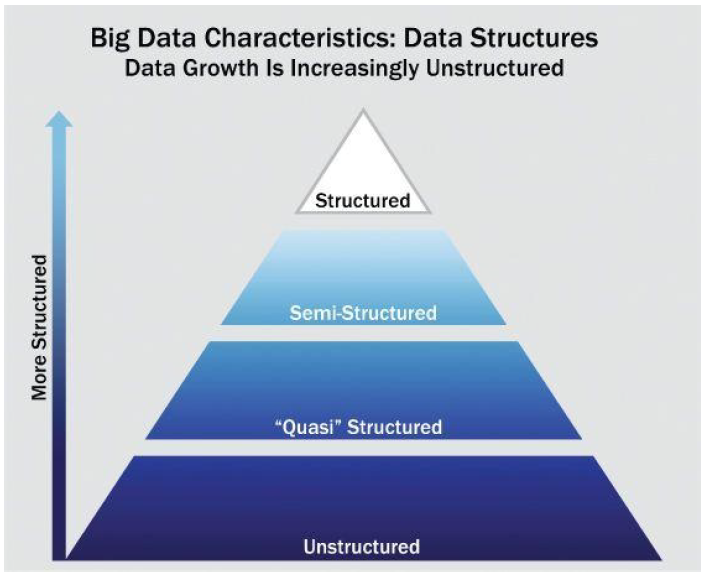 Big Data Characteristics: Data Structures
Data Growth Is Increasingly Unstructured
More Structured
Structured
Semi-Structured
“Quasi” Structured
Unstructured